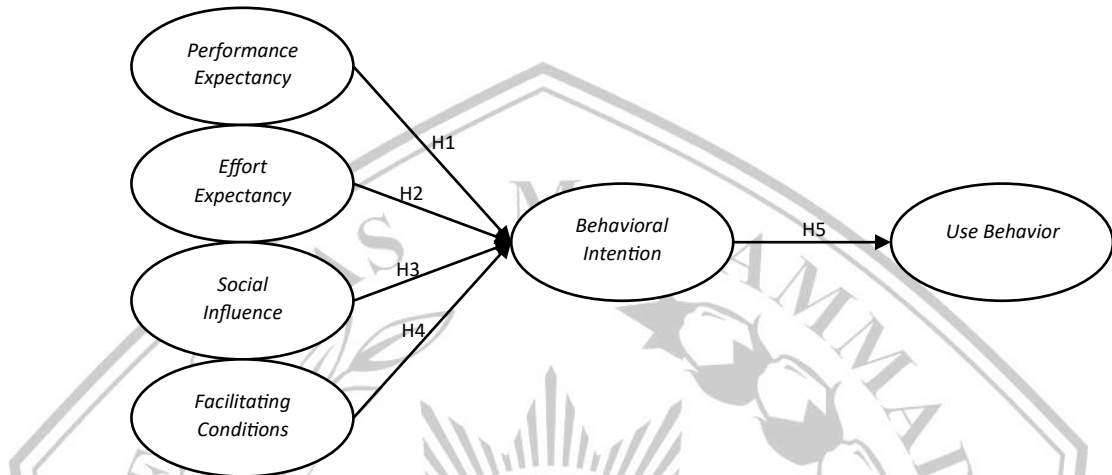 Performance
Expectancy
H1
Effort
Expectancy
H2
Social
Influence
H3
Facilitating
Conditions
H4
Behavioral
Intention
H5
Use Behavior